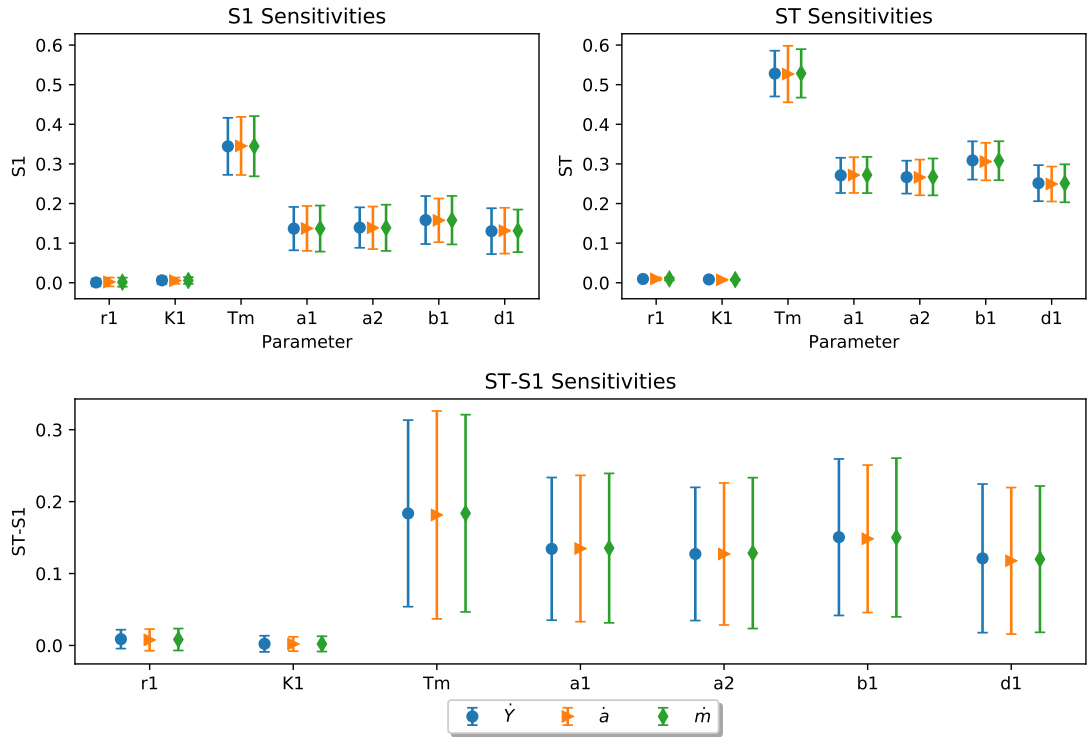 S1 Sensitivities
S1
0.6
0.5
0.4
0.3
0.2
0.1
0.0
r1 K1 Tm a1 a2 b1 d1
Parameter
ST Sensitivities
ST
0.6
0.5
0.4
0.3
0.2
0.1
0.0
r1 K1 Tm a1 a2 b1 d1
Parameter
ST-S1 Sensitivities
ST-S1
0.3
0.2
0.1
0.0
r1 K1 Tm a1 a2 b1 d1
Ẏ ȧ ṁ